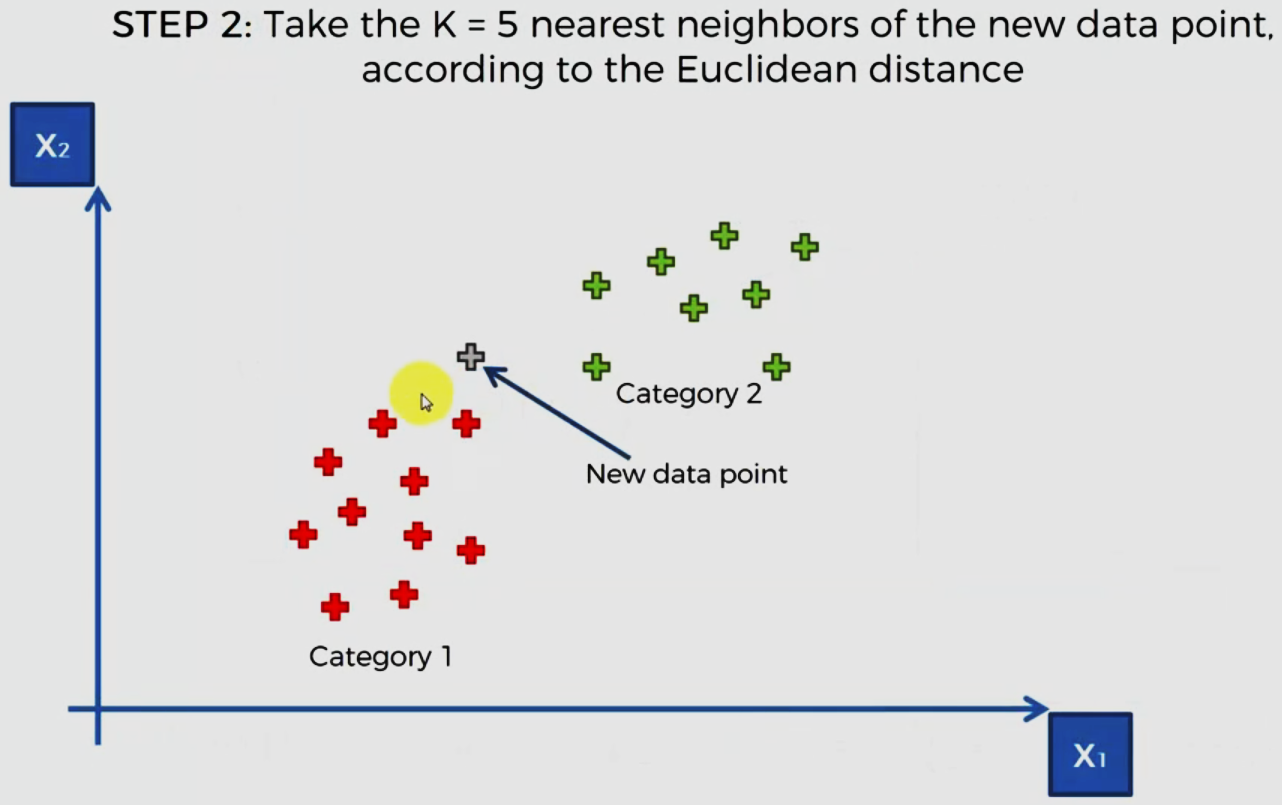 STEP 2: Take the K = 5 nearest neighbors of the new data point,
according to the Euclidean distance
X2
Category 2
New data point
Category 1
X1